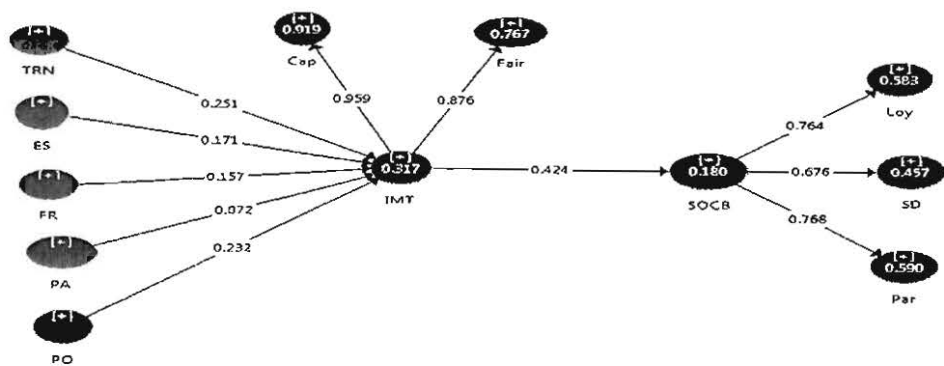 [+]
TRN
[+]
ES
[+]
FR
[+]
PA
[+]
PO
0.251
0.171
0.157
0.072
0.232
[+]
0.919
Cap
[+]
0.767
Fair
0.959
0.876
[+]
0.317
IMT
0.424
[+]
0.180
SOCB
0.764
0.676
0.768
[+]
0.583
Loy
[+]
0.457
SD
[+]
0.590
Par